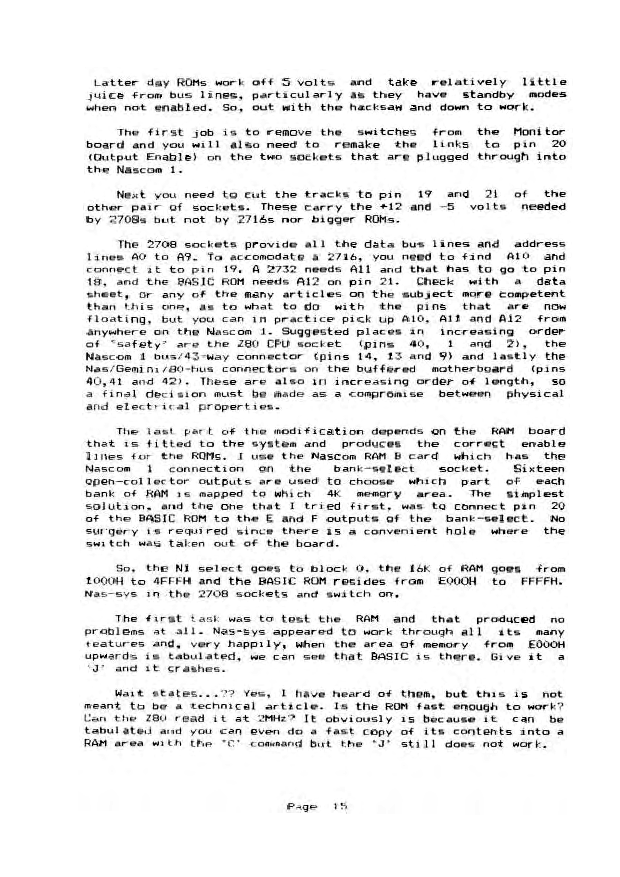 Latter day ROMs work off 5 volts and take relatively little
juice from bus lines, particularly as they have standby modes
when not enabled. So, out with the hacksaw and down to work.
The first job is to remove the switches from the Monitor
board and you will also need to remake the links to pin 20
(Output Enable) on the two sockets that are plugged through into
the Nascom 1.
Next you need to cut the tracks to pin 19 and 21 of the
other pair of sockets. These carry the +12 and -5 volts needed
by 2708s but not by 2716s nor bigger ROMs.
The 2708 sockets provide all the data bus lines and address
lines A0 to A9. To accomodate a 2716, you need to find A10 and
connect it to pin 19. A 2732 needs A11 and that has to go to pin
18, and the BASIC ROM needs A12 on pin 21. Check with a data
sheet, or any of the many articles on the subject more competent
than this one, as to what to do with the pins that are now
floating, but you can in practice pick up A10, A11 and A12 from
anywhere on the Nascom 1. Suggested places in increasing order
of 'safety' are the Z80 CPU socket (pins 40, 1 and 2), the
Nascom 1 bus/43-way connector (pins 14, 13 and 9) and lastly the
Nas/Gemini/80-bus connectors on the buffered motherboard (pins
40,41 and 42). These are also in increasing order of length, so
a final decision must be made as a compromise between physical
and electrical properties.
The last part of the modification depends on the RAM board
that is fitted to the system and produces the correct enable
lines for the ROMs. I use the Nascom RAM B card which has the
Nascom 1 connection on the bank-select socket. Sixteen
open-collector outputs are used to choose which part of each
bank of RAM is mapped to which 4K memory area. The simplest
solution, and the one that I tried first, was to connect pin 20
of the BASIC ROM to the E and F outputs of the bank-select. No
surgery is required since there is a convenient hole where the
switch was taken out of the board.
So, the N1 select goes to block 0, the 16K of RAM goes from
1000H to 4FFFH and the BASIC ROM resides from E000H to FFFFH.
Nas-sys in the 2708 sockets and switch on.
The first task was to test the RAM and that produced no
problems at all. Nas-sys appeared to work through all its many
features and, very happily, when the area of memory from E000H
upwards is tabulated, we can see that BASIC is there. Give it a
'J' and it crashes.
Wait states...?? Yes, I have heard of them, but this is not
meant to be a technical article. Is the ROM fast enough to work?
Can the Z80 read it at 2MHz? It obviously is because it can be
tabulated and you can even do a fast copy of its contents into a
RAM area with the 'C' command but the 'J' still does not work.
Page 15